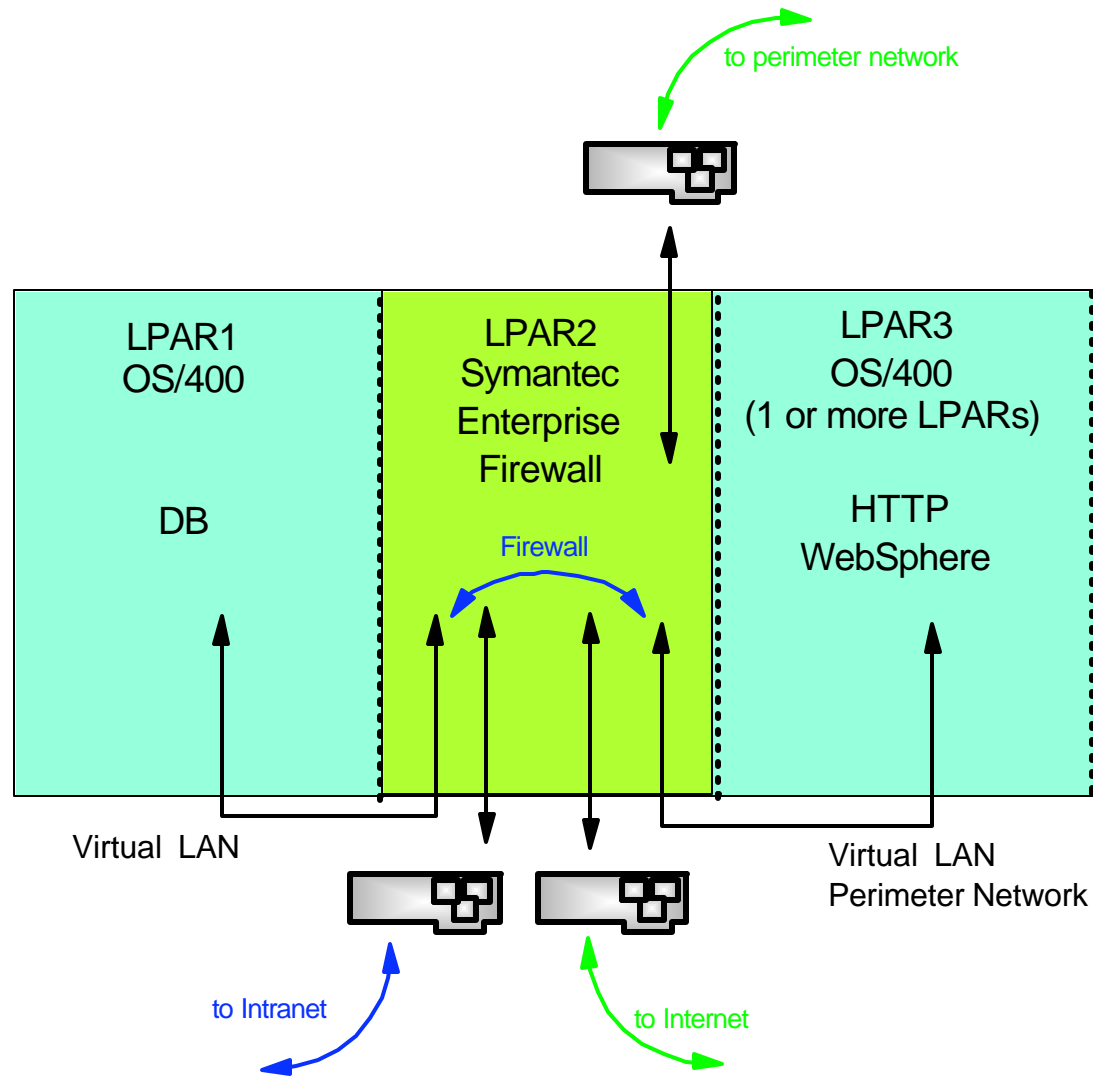 to perimeter network
LPAR1
OS/400
DB
LPAR2
Symantec
Enterprise
Firewall
Firewall
LPAR3
OS/400
(1 or more LPARs)
HTTP
WebSphere
Virtual LAN
Virtual LAN
Perimeter Network
to Intranet
to Internet